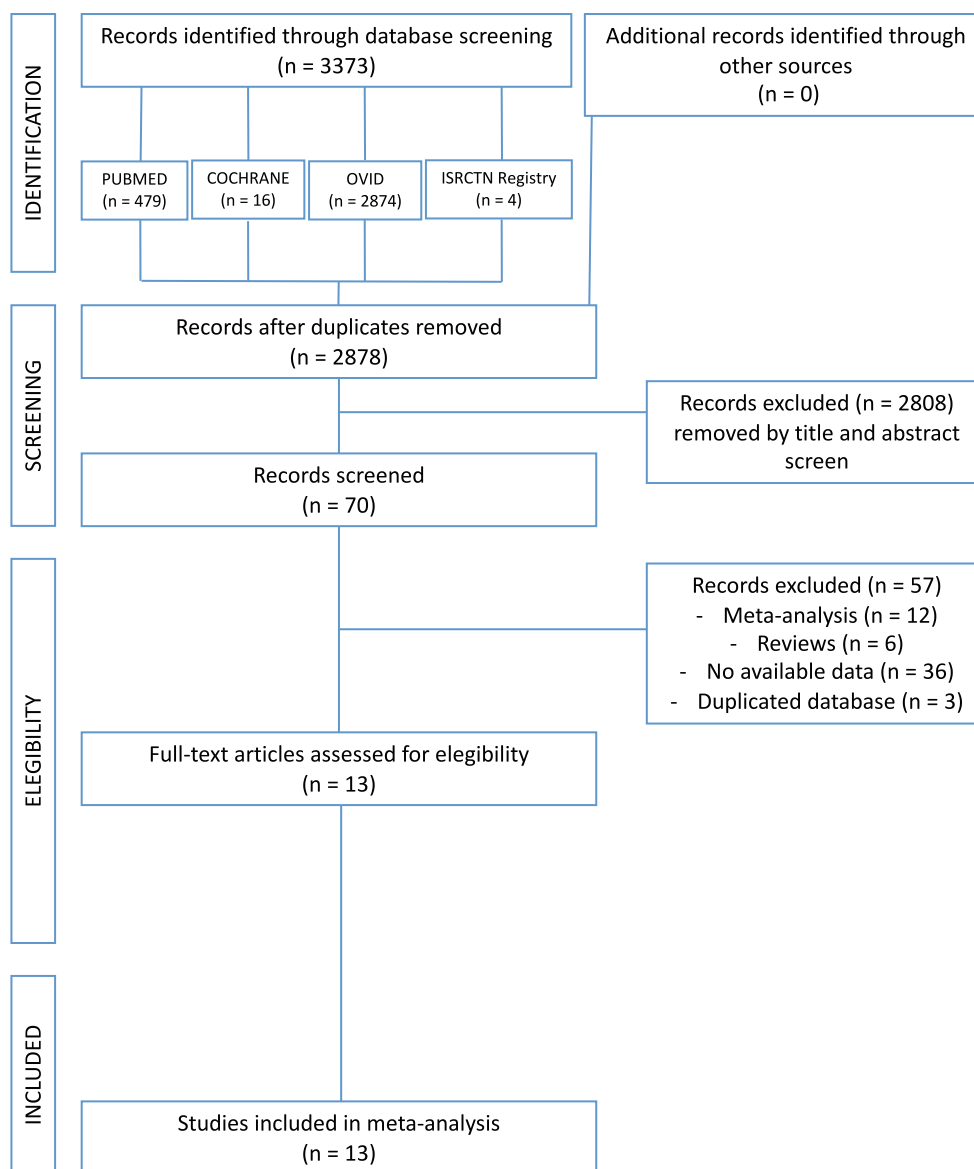 IDENTIFICATION
Records identified through database screening
(n = 3373)
Additional records identified through
other sources
(n = 0)
PUBMED
(n = 479)
COCHRANE
(n = 16)
OVID
(n = 2874)
ISRCTN Registry
(n = 4)
SCREENING
Records after duplicates removed
(n = 2878)
Records excluded (n = 2808)
removed by title and abstract
screen
Records screened
(n = 70)
ELEGIBILITY
Records excluded (n = 57)
- Meta-analysis (n = 12)
- Reviews (n = 6)
- No available data (n = 36)
- Duplicated database (n = 3)
Full-text articles assessed for elegibility
(n = 13)
INCLUDED
Studies included in meta-analysis
(n = 13)